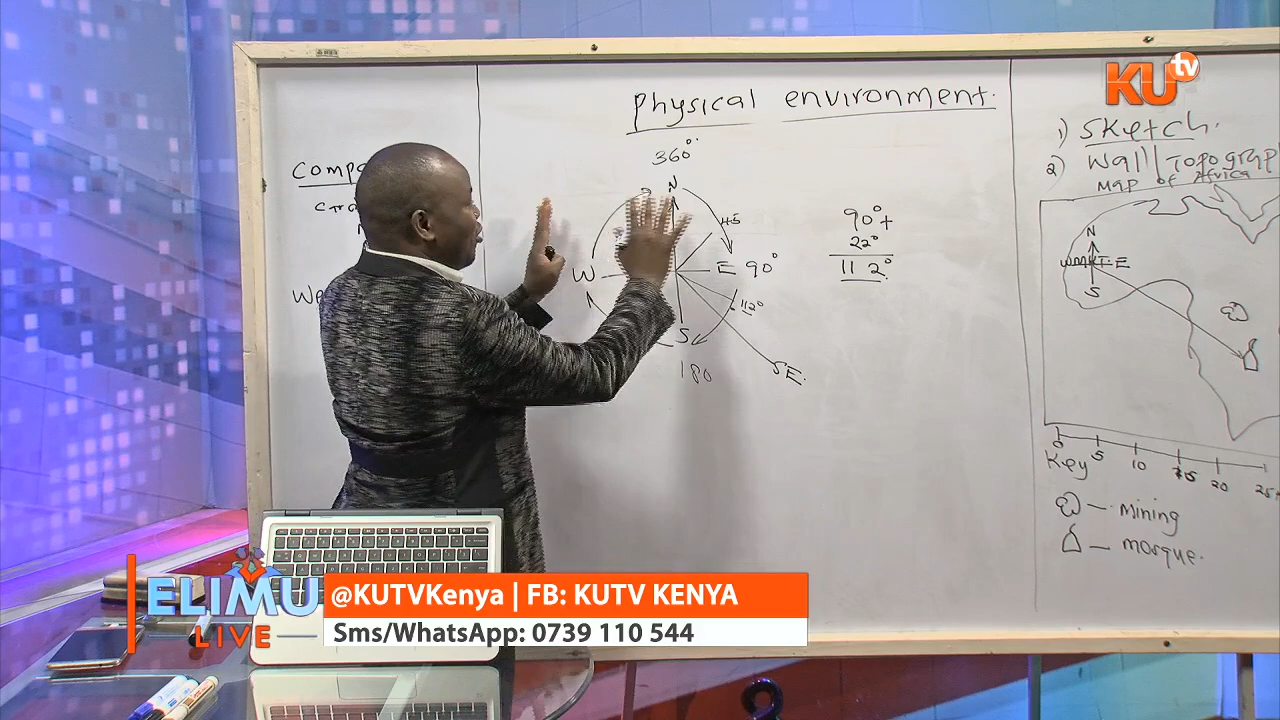 Physical environment.
360°
N
45
W
E 90°
112°
S
180
SE.
90°+
22°
112°
1) Sketch.
2) Wall/Topograph
Map of Africa
N
E
S
0 5 10 15 20 25
Key
mining
morque.
KU tv
ELIMU
LIVE
@KUTVKenya | FB: KUTV KENYA
Sms/WhatsApp: 0739 110 544